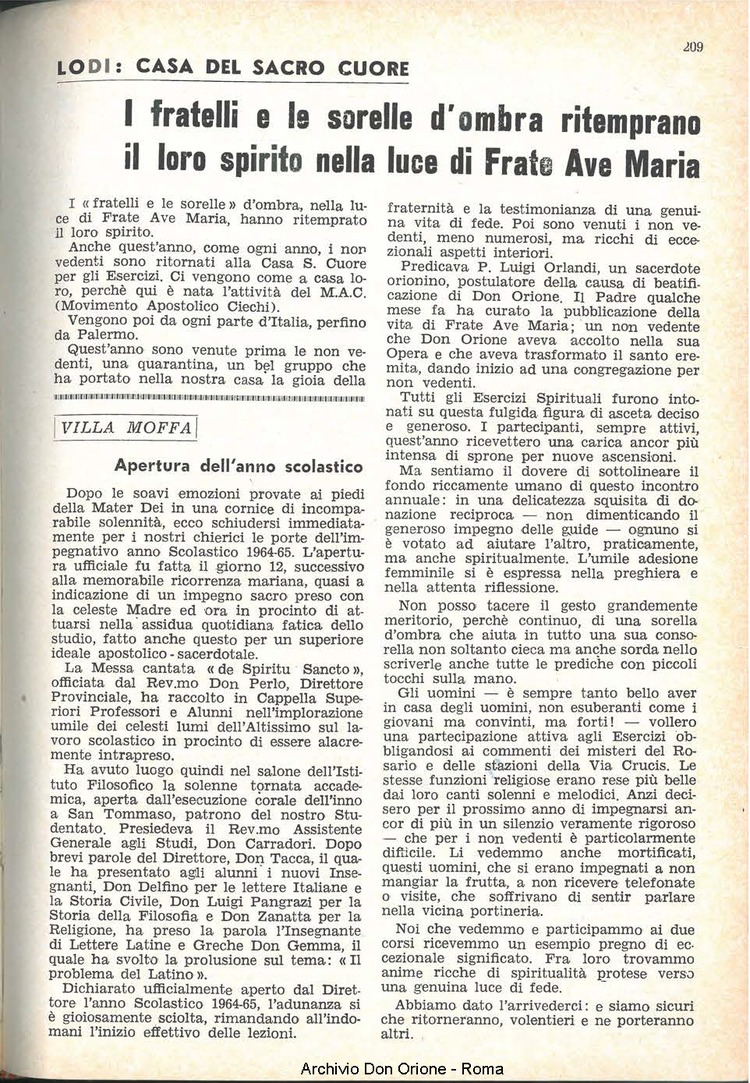 209
LODI: CASA DEL SACRO CUORE
I fratelli e le sorelle d'ombra ritemprano
il loro spirito nella luce di Frate Ave Maria
I « fratelli e le sorelle » d'ombra, nella lu-
ce di Frate Ave Maria, hanno ritemprato
il loro spirito.
Anche quest'anno, come ogni anno, i non
vedenti sono ritornati alla Casa S. Cuore
per gli Esercizi. Ci vengono come a casa lo-
ro, perchè qui è nata l'attività del M.A.C.
(Movimento Apostolico Ciechi).
Vengono poi da ogni parte d'Italia, perfino
da Palermo.
Quest'anno sono venute prima le non ve-
denti, una quarantina, un bel gruppo che
ha portato nella nostra casa la gioia della
fraternità e la testimonianza di una genui-
na vita di fede. Poi sono venuti i non ve-
denti, meno numerosi, ma ricchi di ecce-
zionali aspetti interiori.
Predicava P. Luigi Orlandi, un sacerdote
orionino, postulatore della causa di beatifi-
cazione di Don Orione. Il Padre qualche
mese fa ha curato la pubblicazione della
vita di Frate Ave Maria; un non vedente
che Don Orione aveva accolto nella sua
Opera e che aveva trasformato il santo ere-
mita, dando inizio ad una congregazione per
non vedenti.
Tutti gli Esercizi Spirituali furono into-
nati su questa fulgida figura di asceta deciso
e generoso. I partecipanti, sempre attivi,
quest'anno ricevettero una carica ancor più
intensa di sprone per nuove ascensioni.
Ma sentiamo il dovere di sottolineare il
fondo riccamente umano di questo incontro
annuale: in una delicatezza squisita di do-
nazione reciproca — non dimenticando il
generoso impegno delle guide — ognuno si
è votato ad aiutare l'altro, praticamente,
ma anche spiritualmente. L'umile adesione
femminile si è espressa nella preghiera e
nella attenta riflessione.
Non posso tacere il gesto grandemente
meritorio, perchè continuo, di una sorella
d'ombra che aiuta in tutto una sua conso-
rella non soltanto cieca ma anche sorda nello
scriverle anche tutte le prediche con piccoli
tocchi sulla mano.
Gli uomini — è sempre tanto bello aver
in casa degli uomini, non esuberanti come i
giovani ma convinti, ma forti! — vollero
una partecipazione attiva agli Esercizi ob-
bligandosi ai commenti dei misteri del Ro-
sario e delle stazioni della Via Crucis. Le
stesse funzioni religiose erano rese più belle
dai loro canti solenni e melodici. Anzi deci-
sero per il prossimo anno di impegnarsi an-
cor di più in un silenzio veramente rigoroso
— che per i non vedenti è particolarmente
difficile. Li vedemmo anche mortificati,
questi uomini, che si erano impegnati a non
mangiar la frutta, a non ricevere telefonate
o visite, che soffrivano di sentir parlare
nella vicina portineria.
Noi che vedemmo e participammo ai due
corsi ricevemmo un esempio pregno di ec-
cezionale significato. Fra loro trovammo
anime ricche di spiritualità protese verso
una genuina luce di fede.
Abbiamo dato l'arrivederci: e siamo sicuri
che ritorneranno, volentieri e ne porteranno
altri.
VILLA MOFFA
Apertura dell'anno scolastico
Dopo le soavi emozioni provate ai piedi
della Mater Dei in una cornice di incompa-
rabile solennità, ecco schiudersi immediata-
mente per i nostri chierici le porte dell'im-
pegnativo anno Scolastico 1964-65. L'apertu-
ra ufficiale fu fatta il giorno 12, successivo
alla memorabile ricorrenza mariana, quasi a
indicazione di un impegno sacro preso con
la celeste Madre ed ora in procinto di at-
tuarsi nella assidua quotidiana fatica dello
studio, fatto anche questo per un superiore
ideale apostolico - sacerdotale.
La Messa cantata « de Spiritu Sancto »,
officiata dal Rev.mo Don Perlo, Direttore
Provinciale, ha raccolto in Cappella Supe-
riori Professori e Alunni nell'implorazione
umile dei celesti lumi dell'Altissimo sul la-
voro scolastico in procinto di essere alacre-
mente intrapreso.
Ha avuto luogo quindi nel salone dell'Isti-
tuto Filosofico la solenne tornata accade-
mica, aperta dall'esecuzione corale dell'inno
a San Tommaso, patrono del nostro Stu-
dentato. Presiedeva il Rev.mo Assistente
Generale agli Studi, Don Carradori. Dopo
brevi parole del Direttore, Don Tacca, il qua-
le ha presentato agli alunni i nuovi Inse-
gnanti, Don Delfino per le lettere Italiane e
la Storia Civile, Don Luigi Pangrazi per la
Storia della Filosofia e Don Zanatta per la
Religione, ha preso la parola l'Insegnante
di Lettere Latine e Greche Don Gemma, il
quale ha svolto la prolusione sul tema: « Il
problema del Latino ».
Dichiarato ufficialmente aperto dal Diret-
tore l'anno Scolastico 1964-65, l'adunanza si
è gioiosamente sciolta, rimandando all'indo-
mani l'inizio effettivo delle lezioni.
Archivio Don Orione - Roma